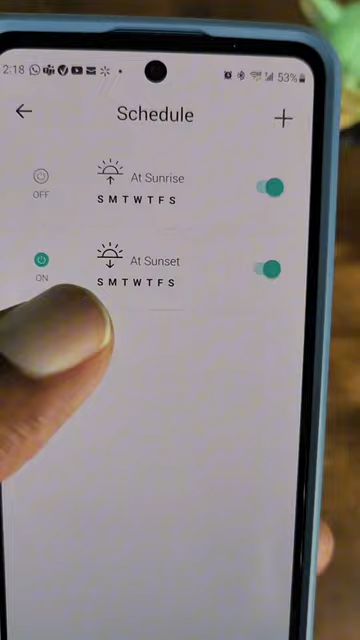 2:18 53%
Schedule
At Sunrise
OFF
S M T W T F S
At Sunset
ON
S M T W T F S